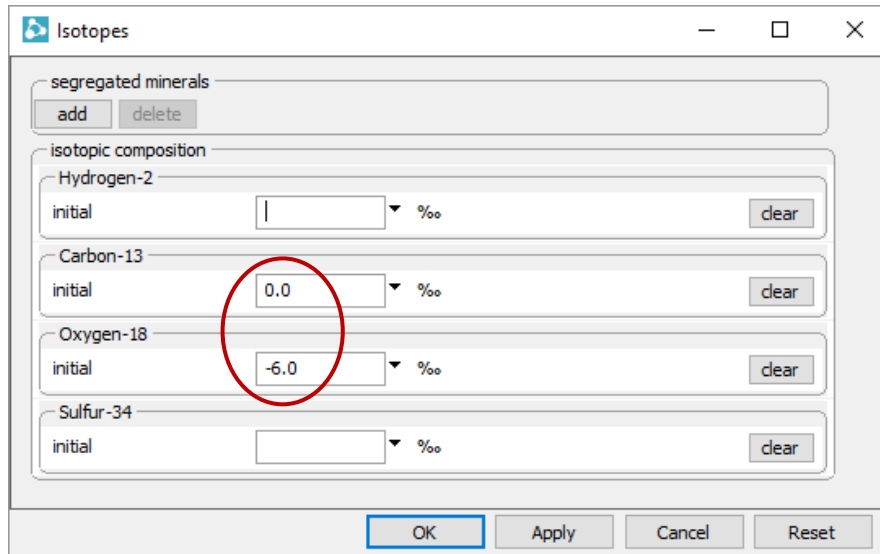 Isotopes
segregated minerals
add delete
isotopic composition
Hydrogen-2
initial ‰ clear
Carbon-13
initial 0.0 ‰ clear
Oxygen-18
initial -6.0 ‰ clear
Sulfur-34
initial ‰ clear
OK Apply Cancel Reset